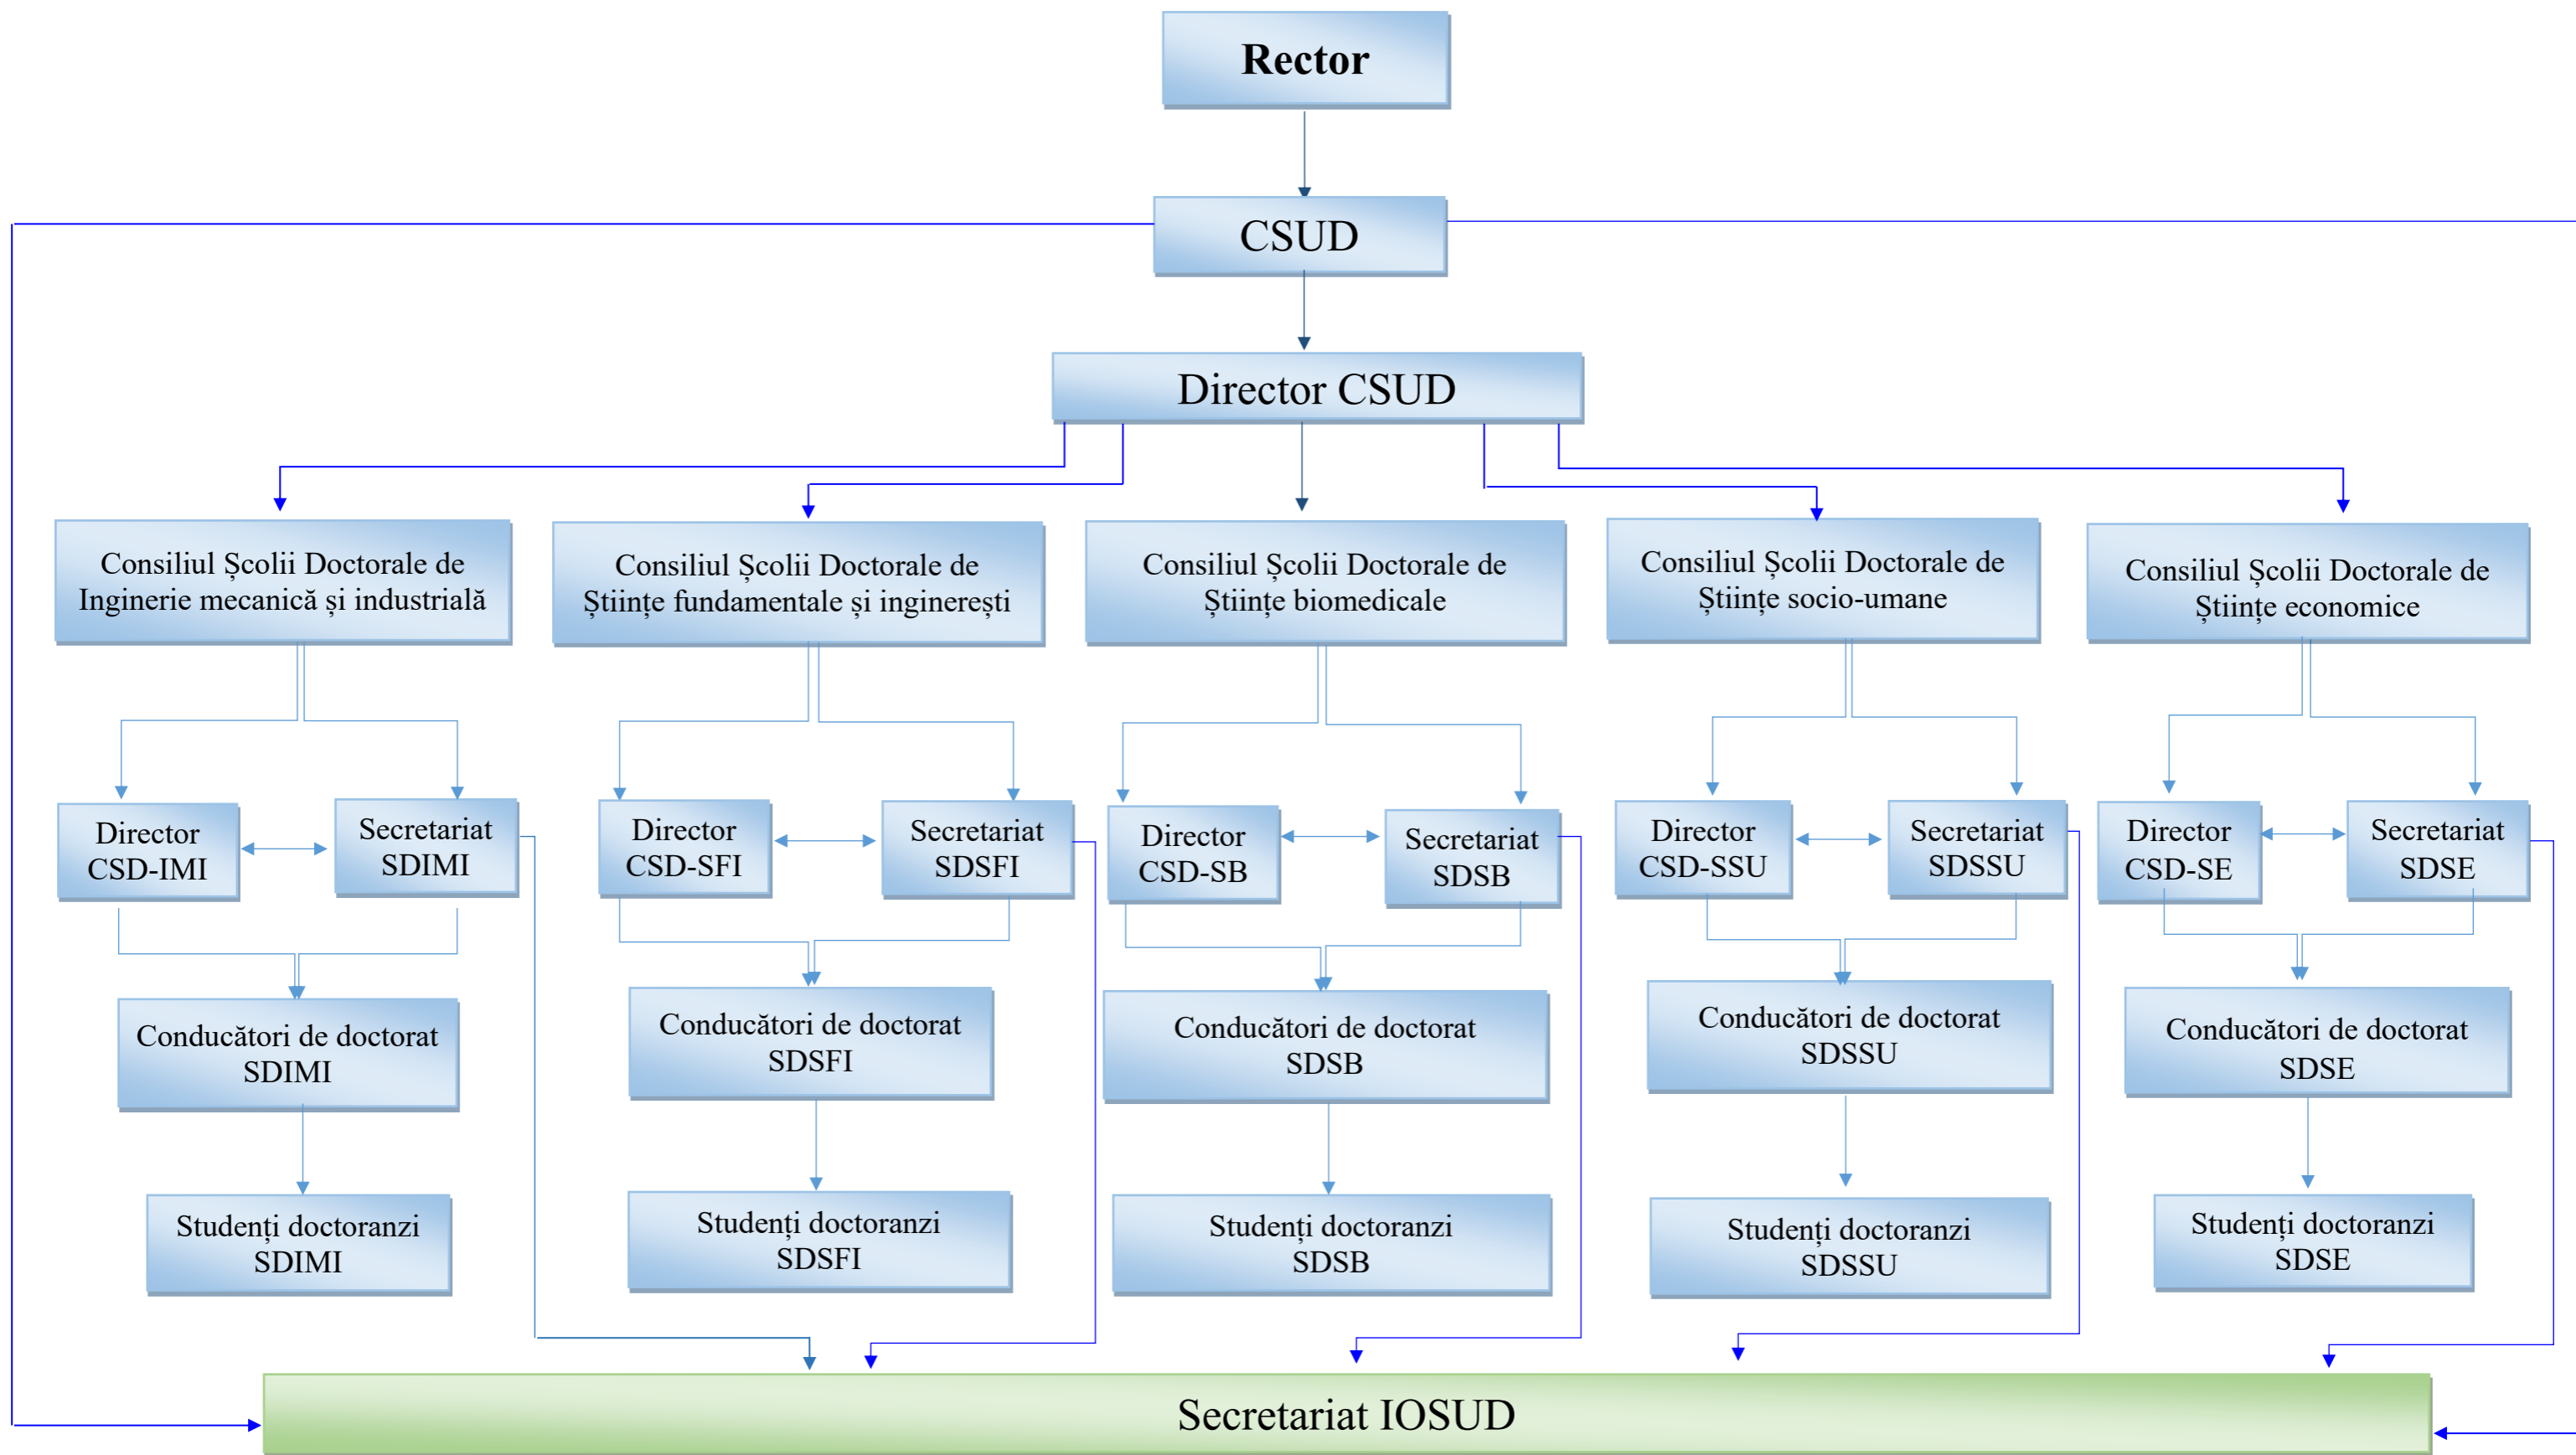 Rector
CSUD
Director CSUD
Consiliul Școlii Doctorale de
Inginerie mecanică și industrială
Consiliul Școlii Doctorale de
Științe fundamentale și inginerești
Consiliul Școlii Doctorale de
Științe biomedicale
Consiliul Școlii Doctorale de
Științe socio-umane
Consiliul Școlii Doctorale de
Științe economice
Director
CSD-IMI
Secretariat
SDIMI
Director
CSD-SFI
Secretariat
SDSFI
Director
CSD-SB
Secretariat
SDSB
Director
CSD-SSU
Secretariat
SDSSU
Director
CSD-SE
Secretariat
SDSE
Conducători de doctorat
SDIMI
Conducători de doctorat
SDSFI
Conducători de doctorat
SDSB
Conducători de doctorat
SDSSU
Conducători de doctorat
SDSE
Studenți doctoranzi
SDIMI
Studenți doctoranzi
SDSFI
Studenți doctoranzi
SDSB
Studenți doctoranzi
SDSSU
Studenți doctoranzi
SDSE
Secretariat IOSUD